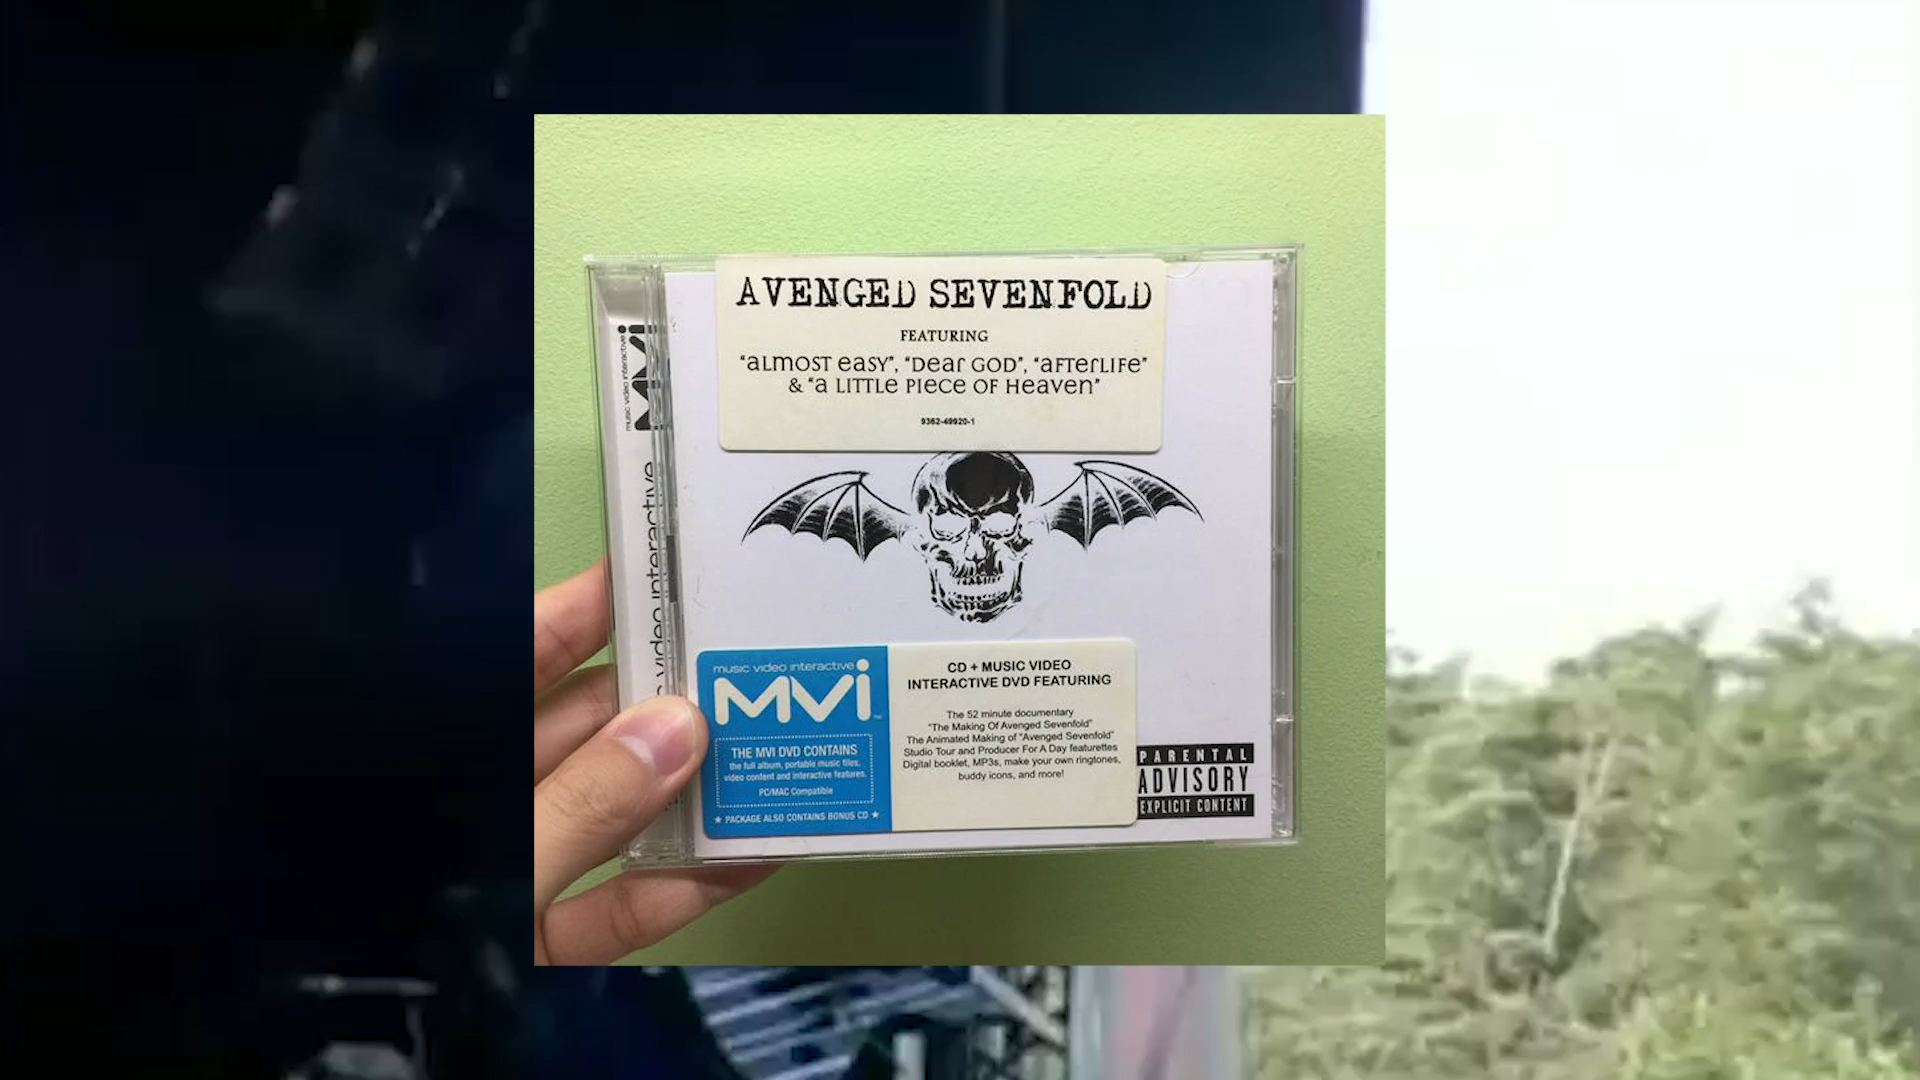 AVENGED SEVENFOLD
FEATURING
"almost easy", "Dear GOD", "aFTerLIFe"
& "a LITTLe PIeCe OF Heaven"
9362-49920-1
music video interactive
MVi
music video interactive
music video interactive
MVi™
THE MVI DVD CONTAINS
the full album, portable music files,
video content and interactive features.
PC/MAC Compatible
★ PACKAGE ALSO CONTAINS BONUS CD ★
CD + MUSIC VIDEO
INTERACTIVE DVD FEATURING
The 52 minute documentary
"The Making Of Avenged Sevenfold"
The Animated Making of "Avenged Sevenfold"
Studio Tour and Producer For A Day featurettes
Digital booklet, MP3s, make your own ringtones,
buddy icons, and more!
PARENTAL
ADVISORY
EXPLICIT CONTENT